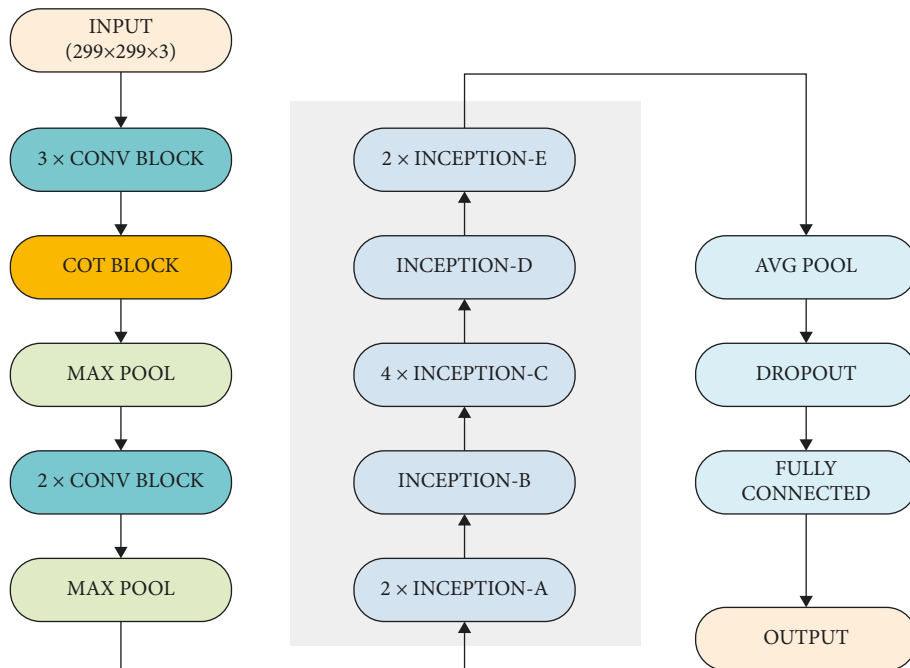 INPUT
(299×299×3)
3 × CONV BLOCK
COT BLOCK
MAX POOL
2 × CONV BLOCK
MAX POOL
2 × INCEPTION-E
INCEPTION-D
4 × INCEPTION-C
INCEPTION-B
2 × INCEPTION-A
AVG POOL
DROPOUT
FULLY
CONNECTED
OUTPUT